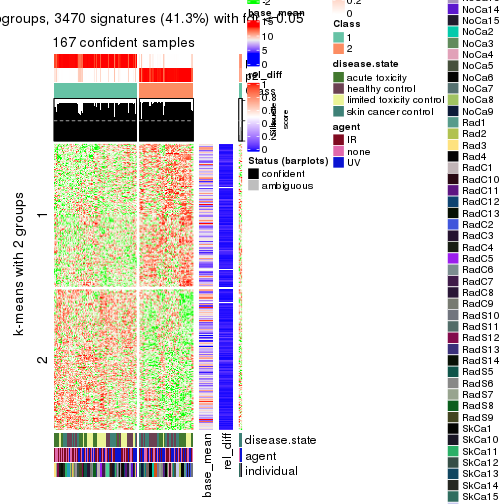 ogroups, 3470 signatures (41.3%) with fdr < 0.05
167 confident samples
k-means with 2 groups
1
2
base_mean
rel_diff
disease.state
agent
individual
-2
base_mean
15
10
5
0
rel_diff
1
0.8
0.6
0.4
0.2
0
Silhouette
score
Status (barplots)
confident
ambiguous
0.2
0
Class
1
2
disease.state
acute toxicity
healthy control
limited toxicity control
skin cancer control
agent
IR
none
UV
NoCa14
NoCa15
NoCa2
NoCa3
NoCa4
NoCa5
NoCa6
NoCa7
NoCa8
NoCa9
Rad1
Rad2
Rad3
Rad4
RadC1
RadC10
RadC11
RadC12
RadC13
RadC2
RadC3
RadC4
RadC5
RadC6
RadC7
RadC8
RadC9
RadS10
RadS11
RadS12
RadS13
RadS14
RadS5
RadS6
RadS7
RadS8
RadS9
SkCa1
SkCa10
SkCa11
SkCa12
SkCa13
SkCa14
SkCa15